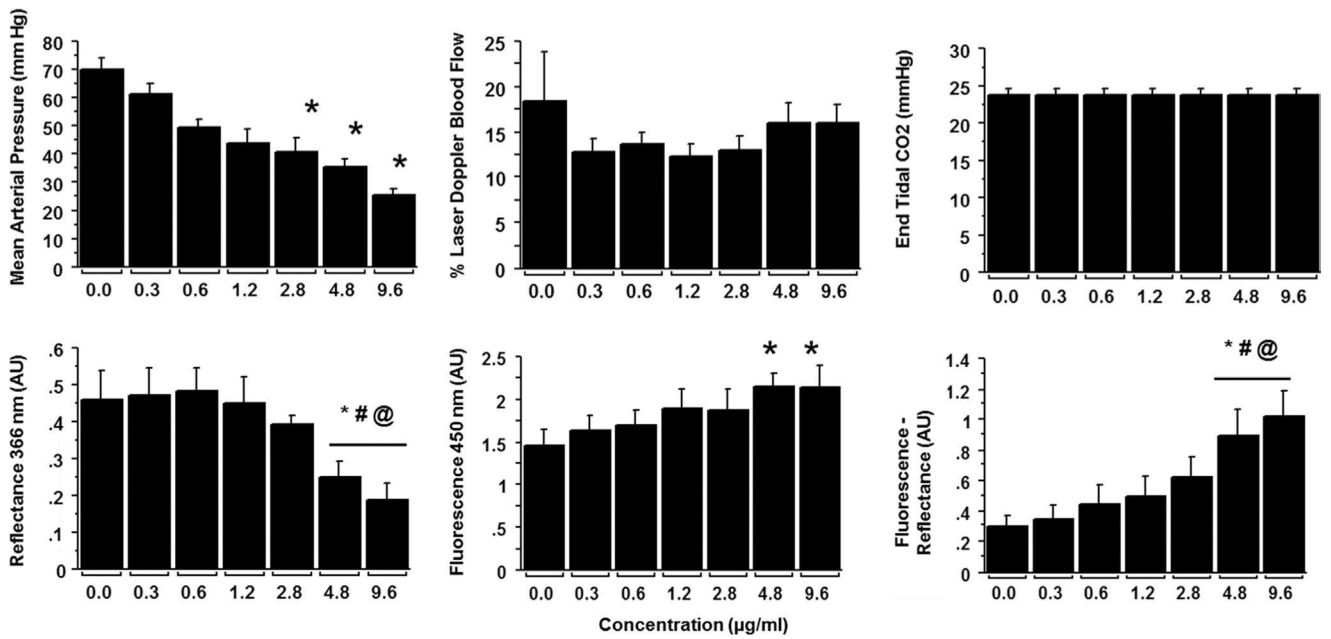 Mean Arterial Pressure (mm Hg)
80
70
60
50
40
30
20
10
0
* * *
0.0 0.3 0.6 1.2 2.8 4.8 9.6
% Laser Doppler Blood Flow
25
20
15
10
5
0
0.0 0.3 0.6 1.2 2.8 4.8 9.6
End Tidal CO2 (mmHg)
30
25
20
15
10
5
0
0.0 0.3 0.6 1.2 2.8 4.8 9.6
Reflectance 366 nm (AU)
.6
.5
.4
.3
.2
.1
0
* # @
0.0 0.3 0.6 1.2 2.8 4.8 9.6
Fluorescence 450 nm (AU)
2.5
2
1.5
1
.5
0
* *
0.0 0.3 0.6 1.2 2.8 4.8 9.6
Fluorescence -
Reflectance (AU)
1.4
1.2
1
.8
.6
.4
.2
0
* # @
0.0 0.3 0.6 1.2 2.8 4.8 9.6
Concentration (µg/ml)